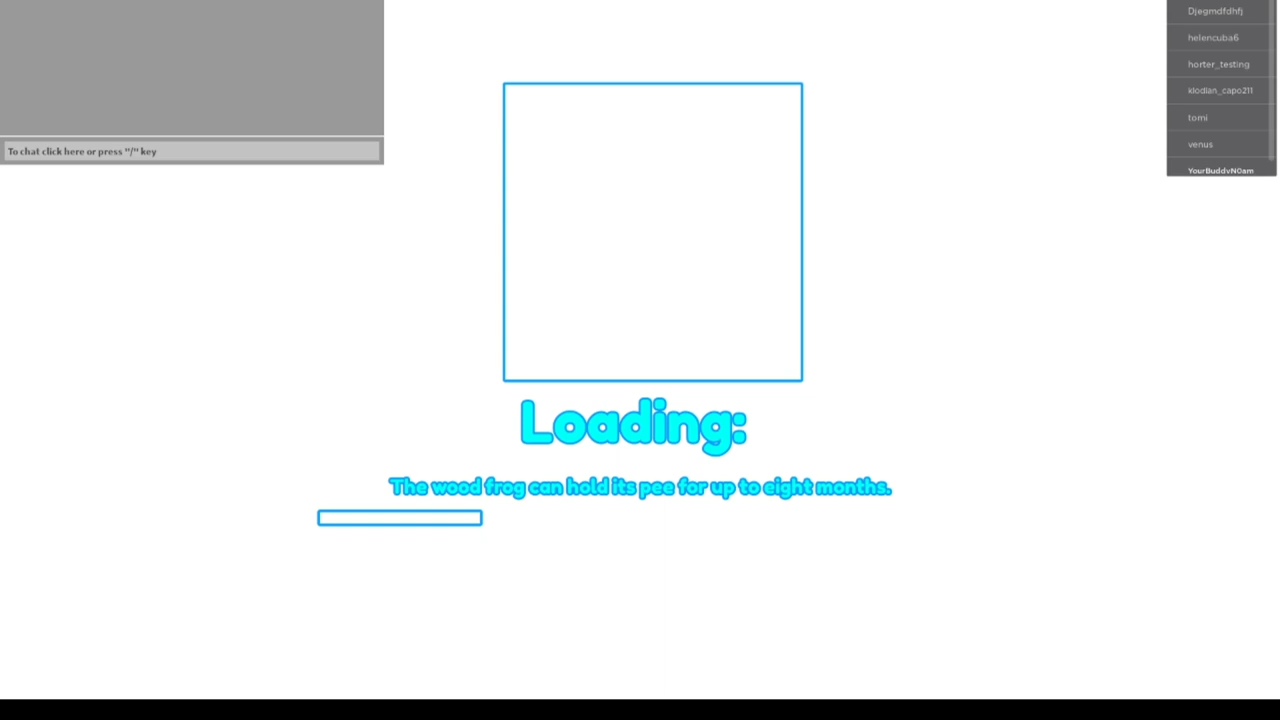 Djegmdfdhfj
helencuba6
horter_testing
klodian_capo211
To chat click here or press "/" key
tomi
venus
YourBuddyN0am
Loading:
The wood frog can hold its pee for up to eight months.